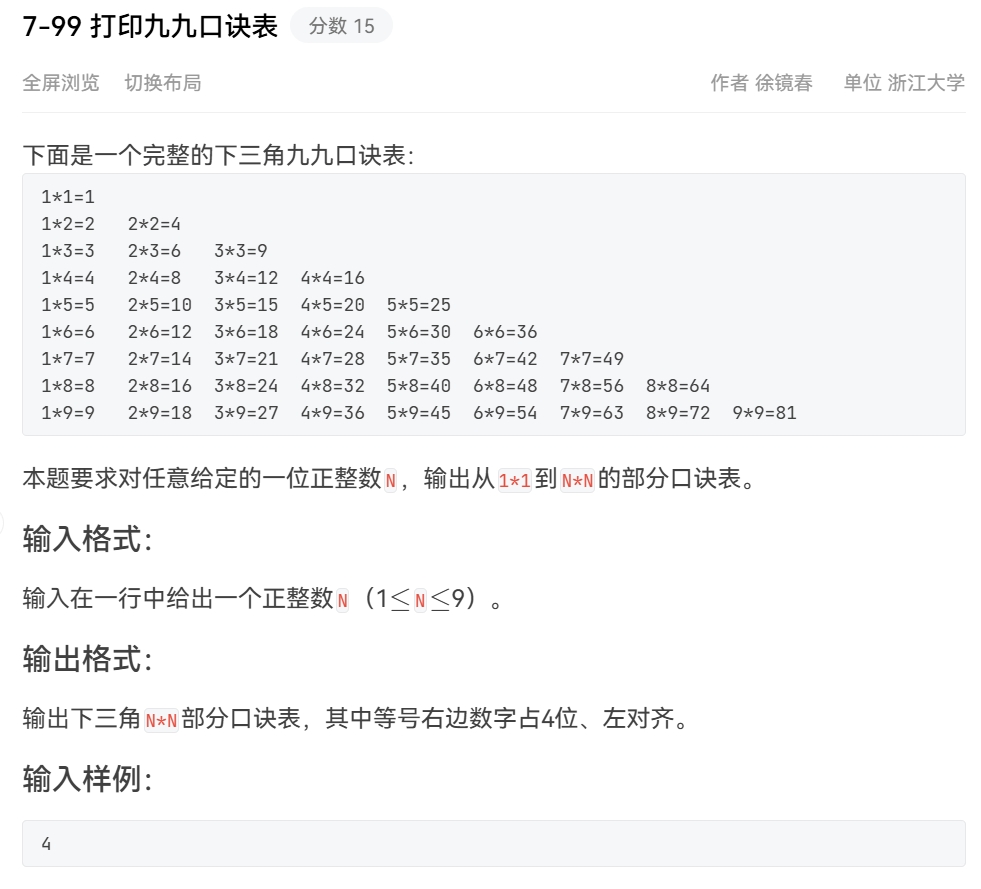 7-99 打印九九口诀表 分数 15
全屏浏览 切换布局 作者 徐镜春 单位 浙江大学
下面是一个完整的下三角九九口诀表：
1*1=1
1*2=2   2*2=4
1*3=3   2*3=6   3*3=9
1*4=4   2*4=8   3*4=12  4*4=16
1*5=5   2*5=10  3*5=15  4*5=20  5*5=25
1*6=6   2*6=12  3*6=18  4*6=24  5*6=30  6*6=36
1*7=7   2*7=14  3*7=21  4*7=28  5*7=35  6*7=42  7*7=49
1*8=8   2*8=16  3*8=24  4*8=32  5*8=40  6*8=48  7*8=56  8*8=64
1*9=9   2*9=18  3*9=27  4*9=36  5*9=45  6*9=54  7*9=63  8*9=72  9*9=81
本题要求对任意给定的一位正整数N，输出从1*1到N*N的部分口诀表。
输入格式：
输入在一行中给出一个正整数N（1≤N≤9）。
输出格式：
输出下三角N*N部分口诀表，其中等号右边数字占4位、左对齐。
输入样例：
4